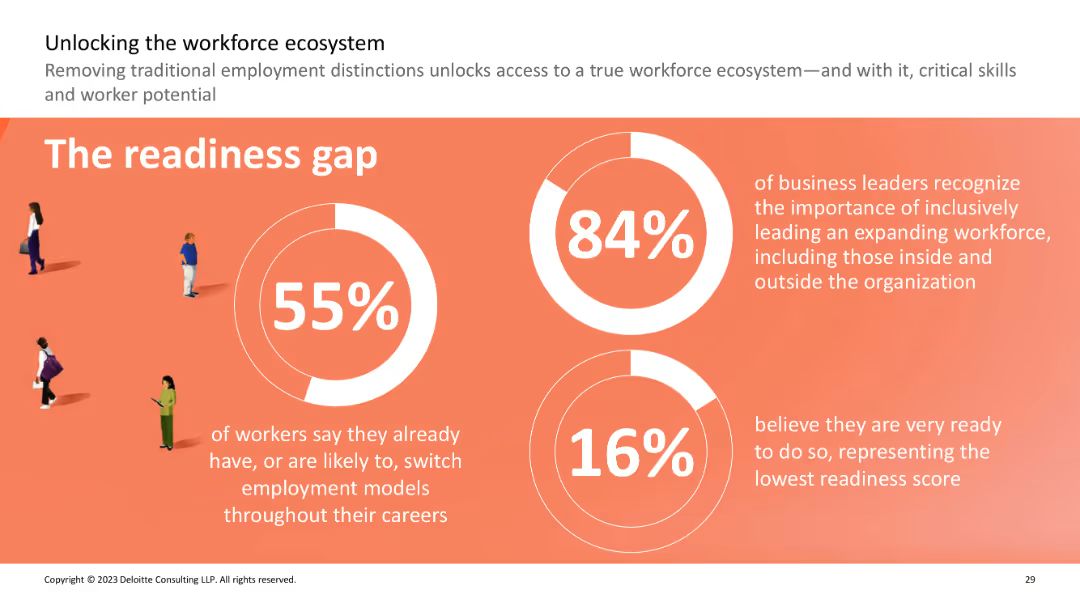 Unlocking the workforce ecosystem
Removing traditional employment distinctions unlocks access to a true workforce ecosystem—and with it, critical skills
and worker potential
The readiness gap
55%
of workers say they already
have, or are likely to, switch
employment models
throughout their careers
84%
of business leaders recognize
the importance of inclusively
leading an expanding workforce,
including those inside and
outside the organization
16%
believe they are very ready
to do so, representing the
lowest readiness score
Copyright © 2023 Deloitte Consulting LLP. All rights reserved.
29